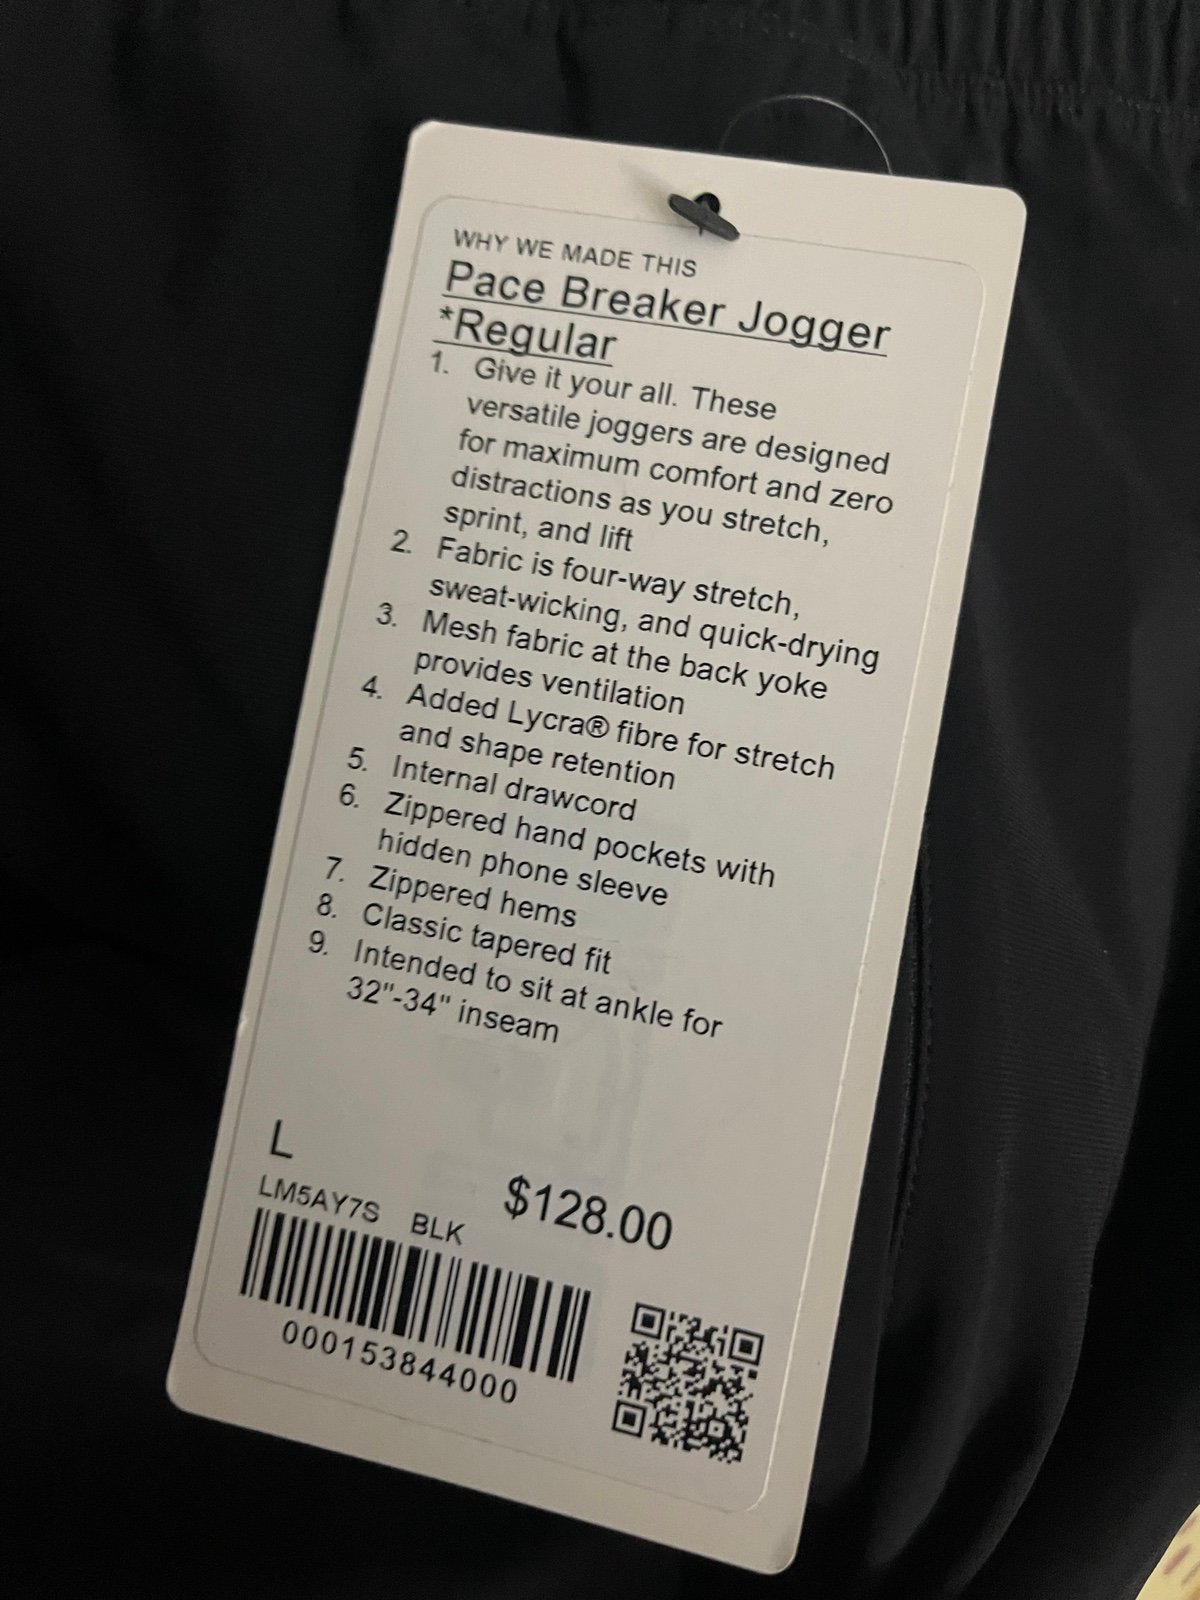 WHY WE MADE THIS
Pace Breaker Jogger
*Regular
1. Give it your all. These
versatile joggers are designed
for maximum comfort and zero
distractions as you stretch,
sprint, and lift
2. Fabric is four-way stretch,
sweat-wicking, and quick-drying
3. Mesh fabric at the back yoke
provides ventilation
4. Added Lycra® fibre for stretch
and shape retention
5. Internal drawcord
6. Zippered hand pockets with
hidden phone sleeve
7. Zippered hems
8. Classic tapered fit
9. Intended to sit at ankle for
32"-34" inseam
L
$128.00
LM5AY7S BLK
000153844000